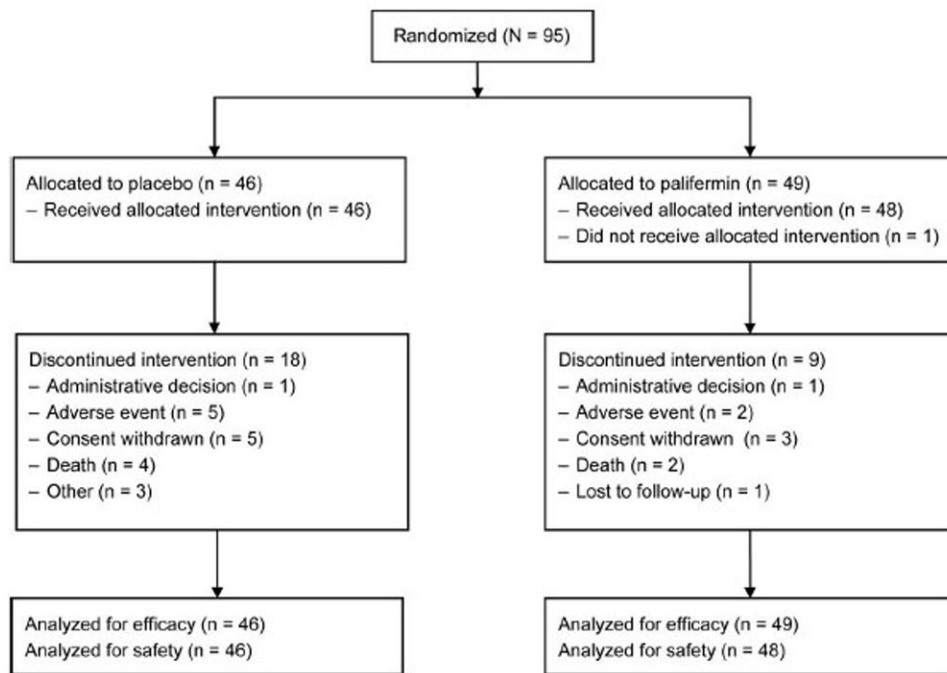 Randomized (N = 95)
Allocated to placebo (n = 46)
– Received allocated intervention (n = 46)
Allocated to palifermin (n = 49)
– Received allocated intervention (n = 48)
– Did not receive allocated intervention (n = 1)
Discontinued intervention (n = 18)
– Administrative decision (n = 1)
– Adverse event (n = 5)
– Consent withdrawn (n = 5)
– Death (n = 4)
– Other (n = 3)
Discontinued intervention (n = 9)
– Administrative decision (n = 1)
– Adverse event (n = 2)
– Consent withdrawn (n = 3)
– Death (n = 2)
– Lost to follow-up (n = 1)
Analyzed for efficacy (n = 46)
Analyzed for safety (n = 46)
Analyzed for efficacy (n = 49)
Analyzed for safety (n = 48)